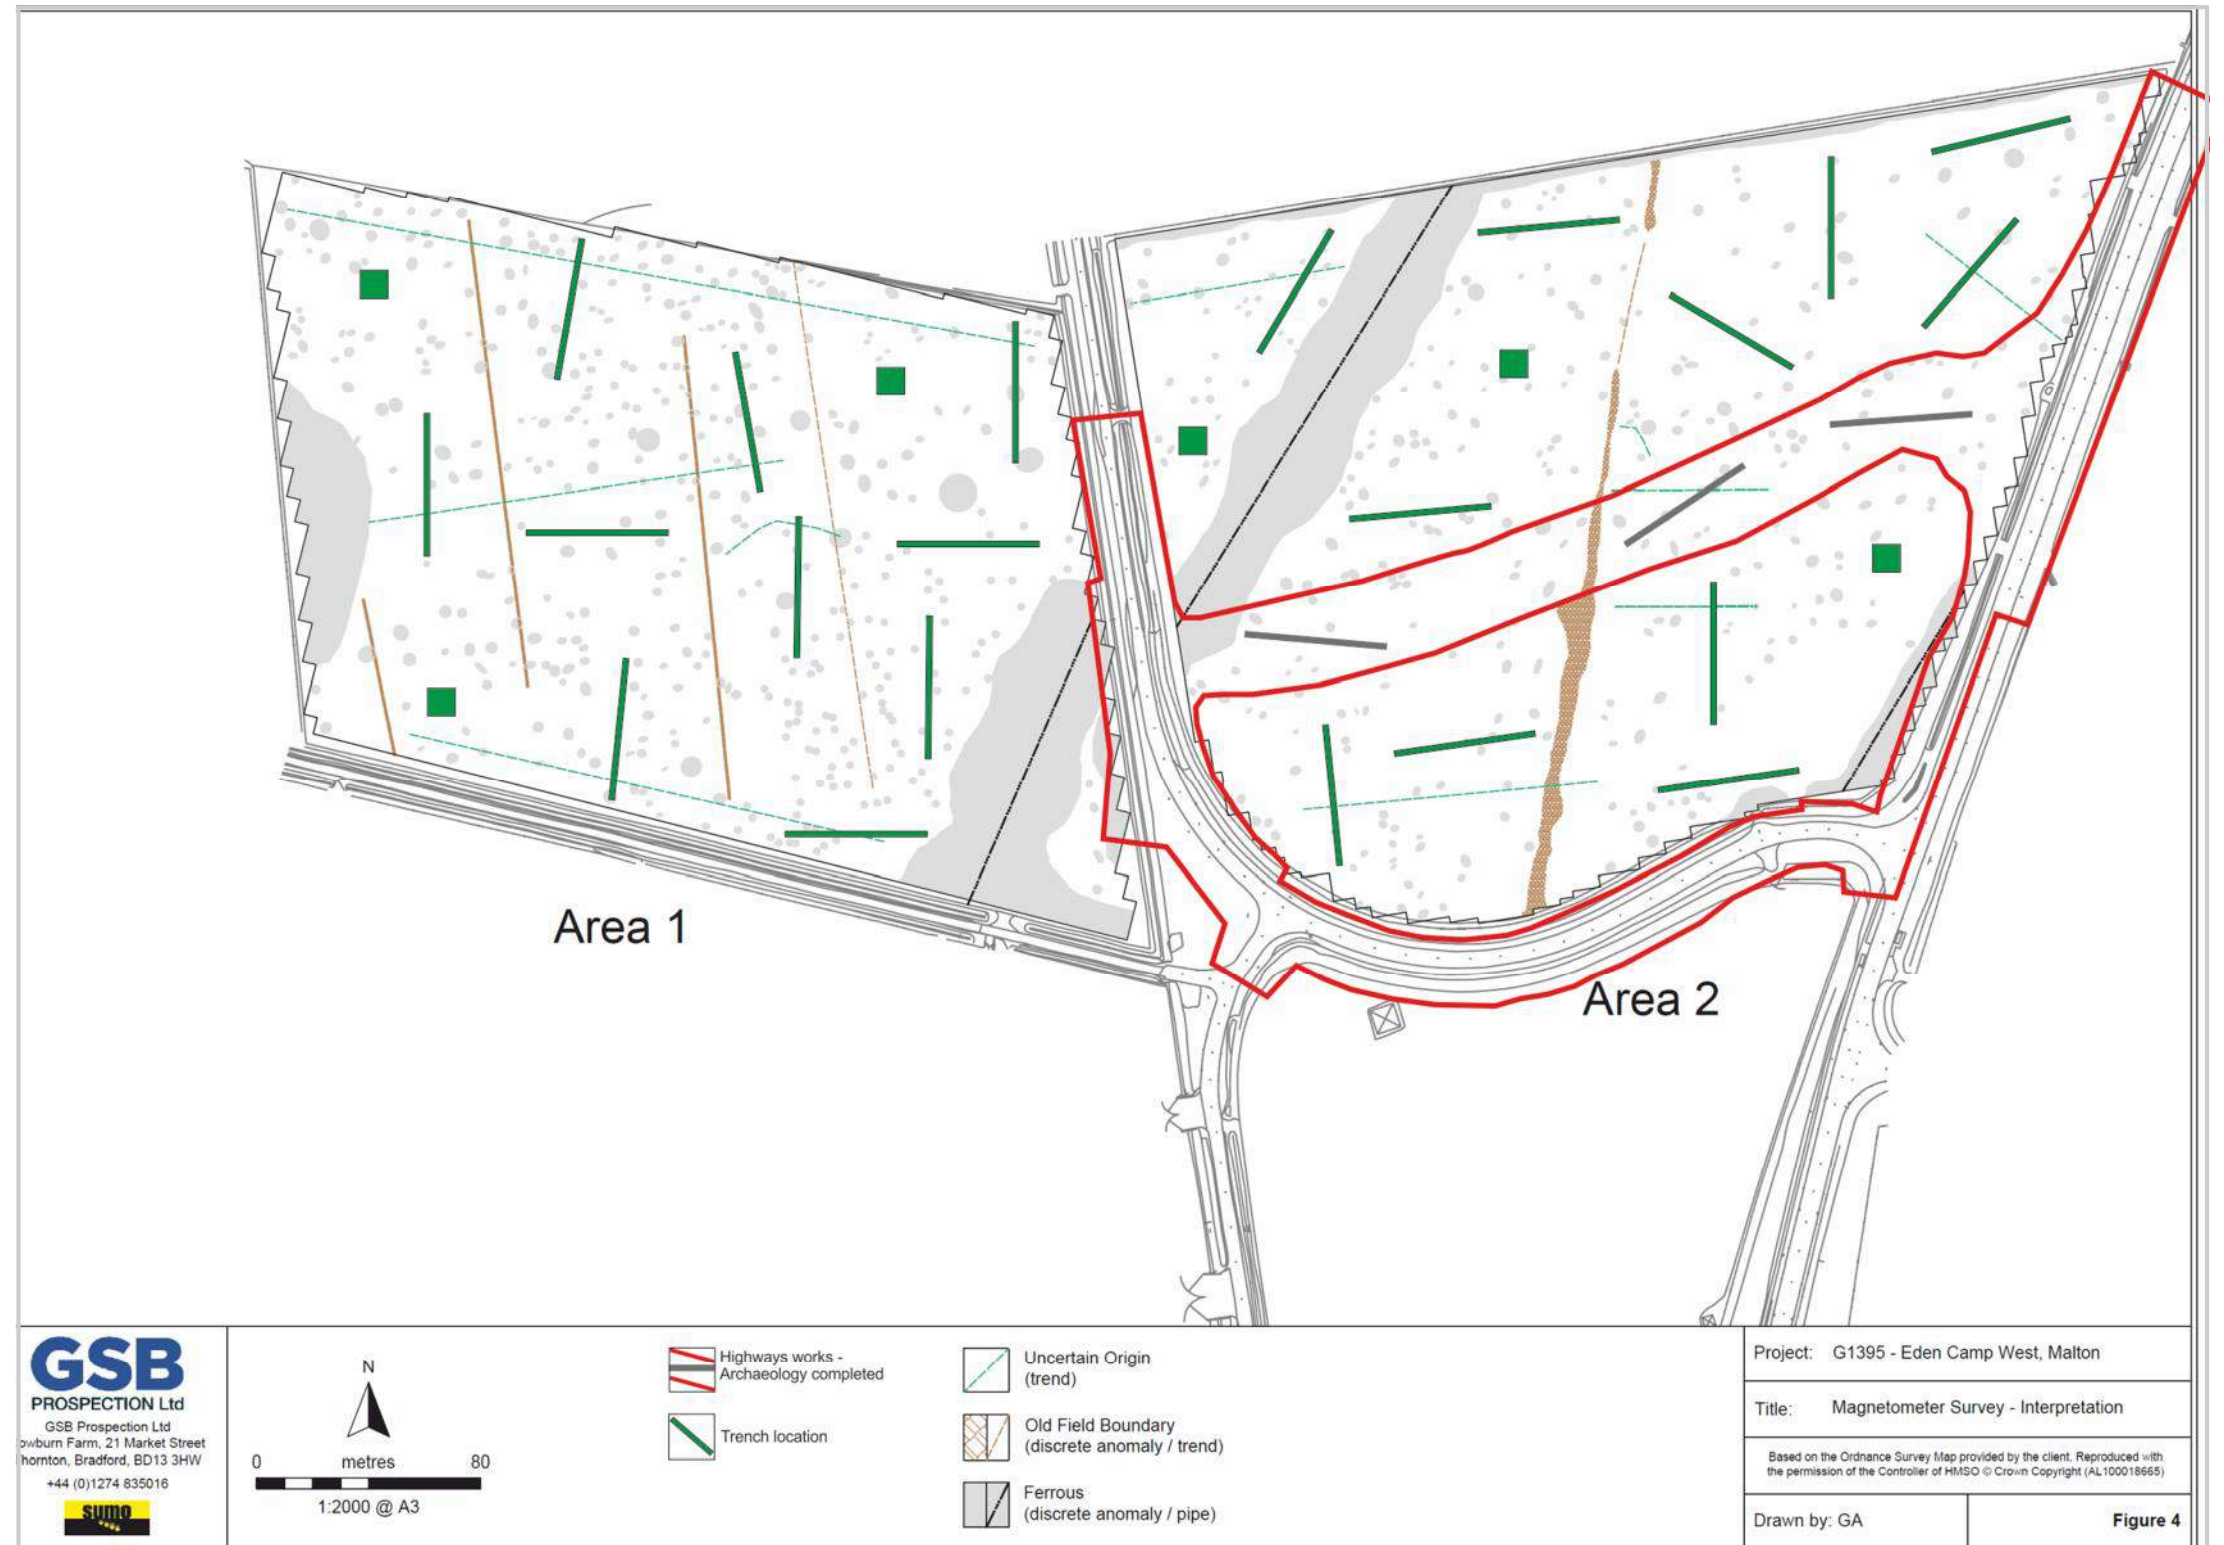 Area 1
Area 2
GSB
PROSPECTION Ltd
GSB Prospection Ltd
Farm, 21 Market Street
Bradford, BD13 3HW
+44 (0)1274 835016
sumo
N
0 metres 80
1:2000 @ A3
Highways works -
Archaeology completed
Trench location
Uncertain Origin
(trend)
Old Field Boundary
(discrete anomaly / trend)
Ferrous
(discrete anomaly / pipe)
Project: G1395 - Eden Camp West, Malton
Title: Magnetometer Survey - Interpretation
Based on the Ordnance Survey Map provided by the client. Reproduced with
the permission of the Controller of HMSO © Crown Copyright (AL100018665)
Drawn by: GA
Figure 4